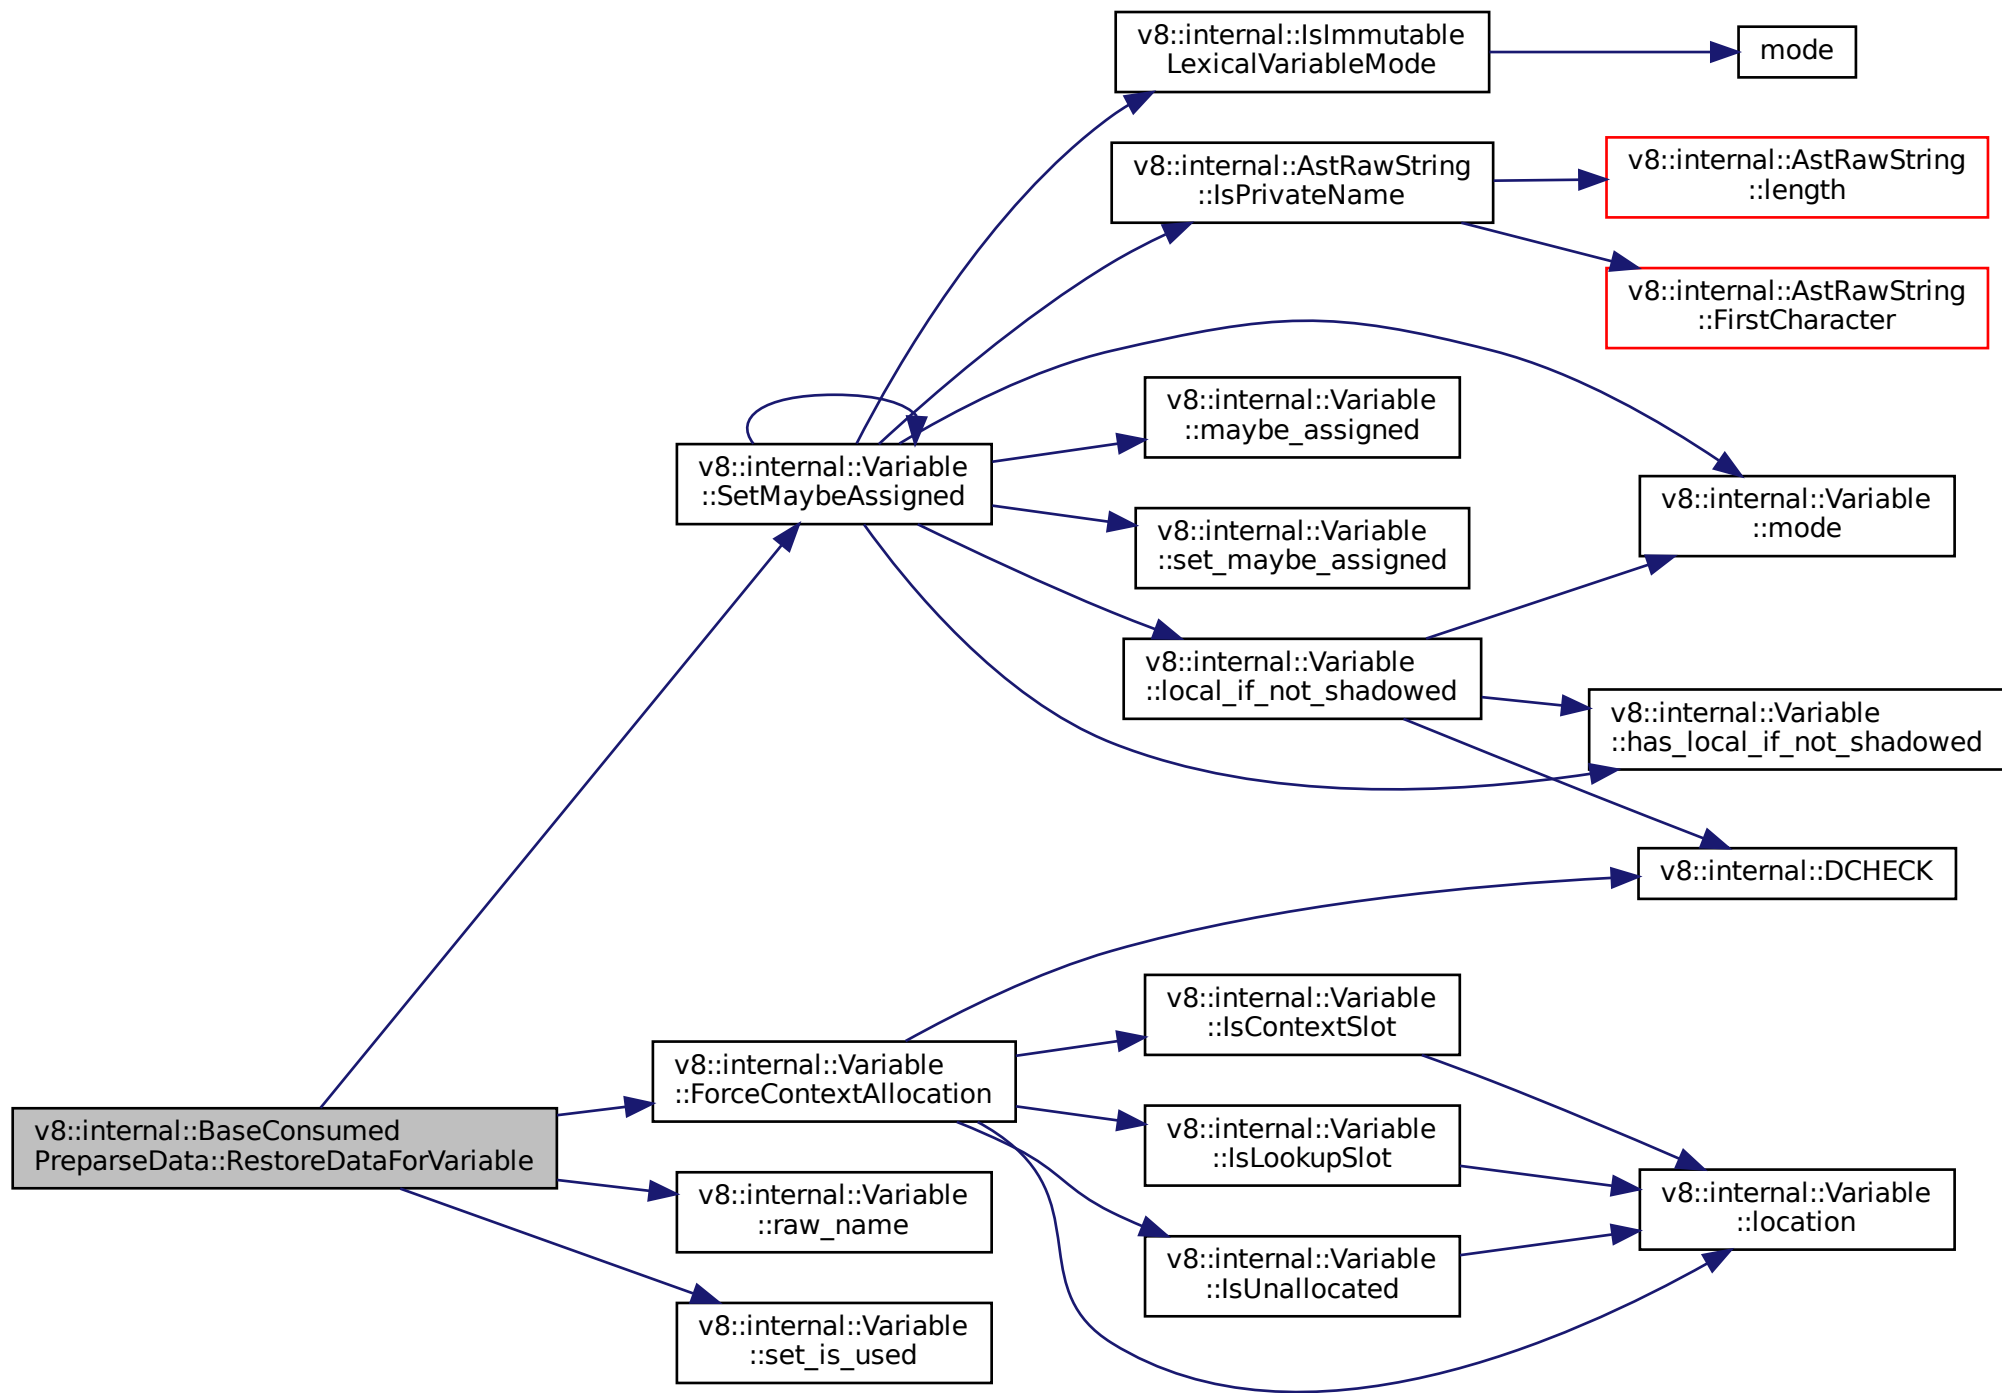 v8::internal::IsImmutable
LexicalVariableMode
mode
v8::internal::AstRawString
::IsPrivateName
v8::internal::AstRawString
::length
v8::internal::AstRawString
::FirstCharacter
v8::internal::Variable
::maybe_assigned
v8::internal::Variable
::SetMaybeAssigned
v8::internal::Variable
::mode
v8::internal::Variable
::set_maybe_assigned
v8::internal::Variable
::local_if_not_shadowed
v8::internal::Variable
::has_local_if_not_shadowed
v8::internal::DCHECK
v8::internal::Variable
::IsContextSlot
v8::internal::Variable
::ForceContextAllocation
v8::internal::BaseConsumed
PreparseData::RestoreDataForVariable
v8::internal::Variable
::IsLookupSlot
v8::internal::Variable
::raw_name
v8::internal::Variable
::location
v8::internal::Variable
::IsUnallocated
v8::internal::Variable
::set_is_used